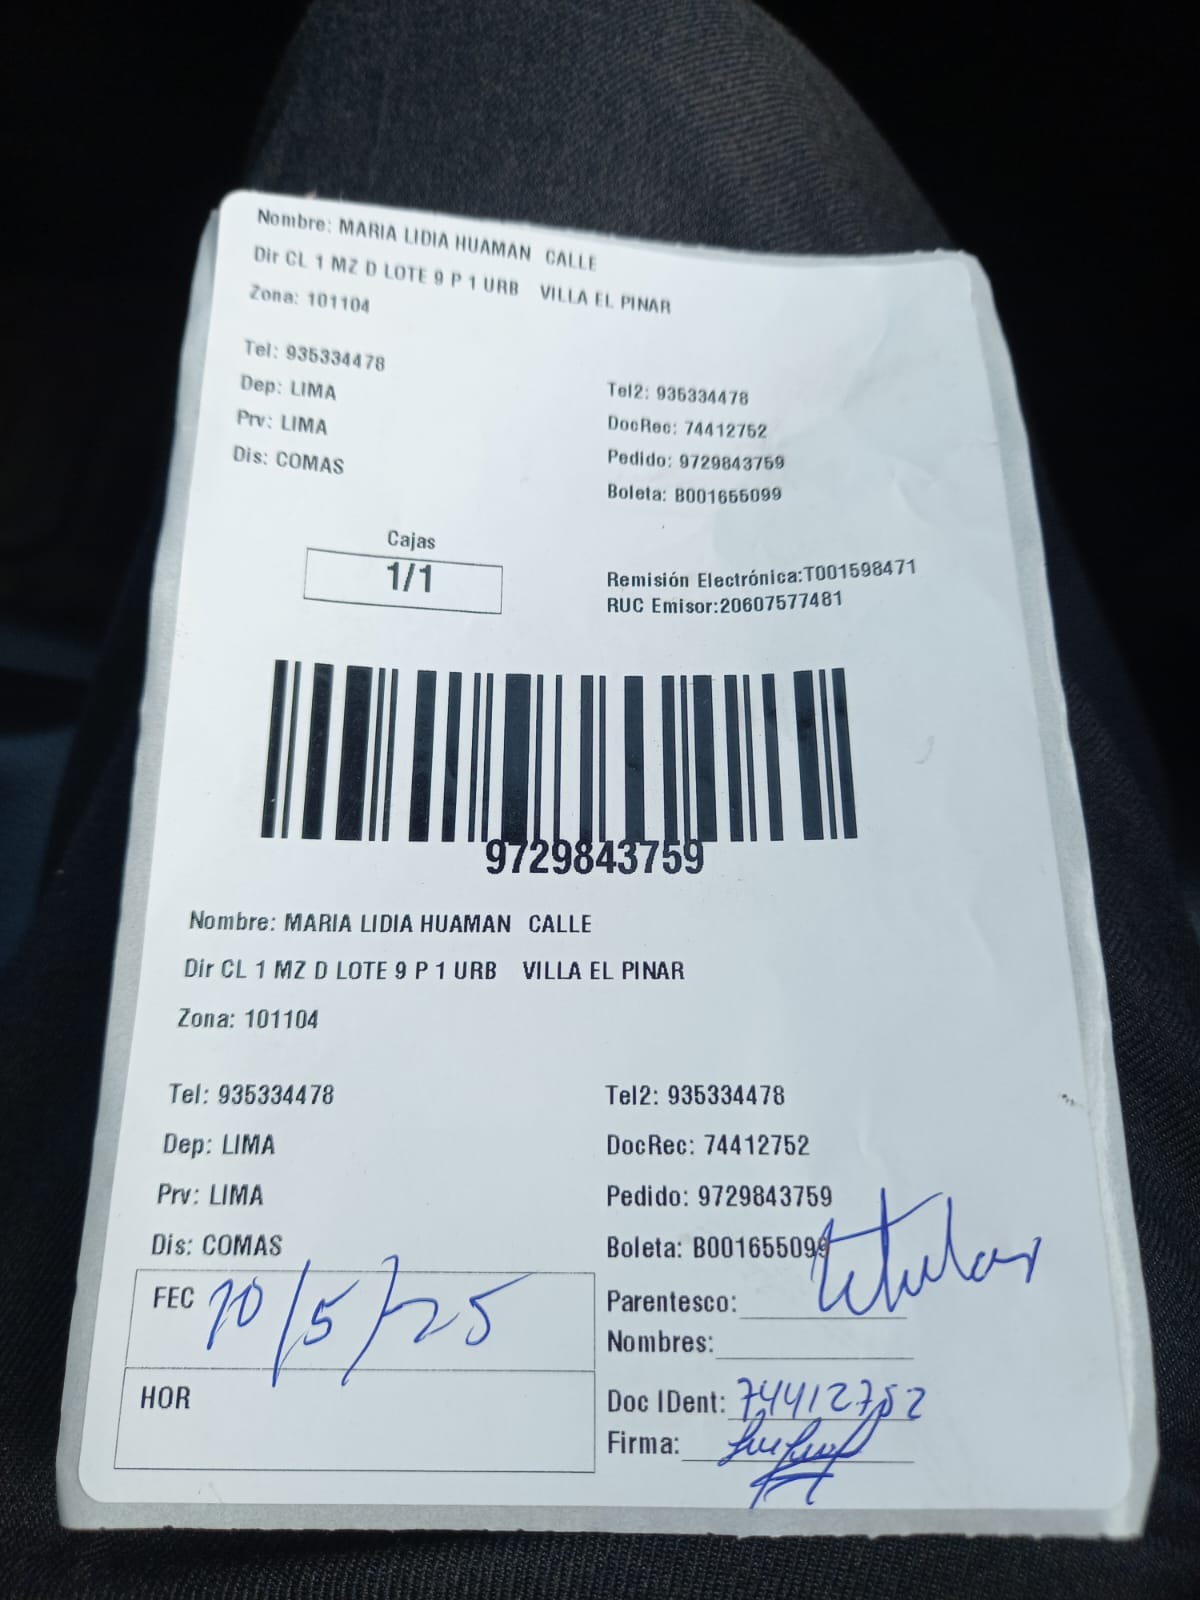 Nombre: MARIA LIDIA HUAMAN CALLE
Dir CL 1 MZ D LOTE 9 P 1 URB VILLA EL PINAR
Zona: 101104
Tel: 935334478
Dep: LIMA
Prv: LIMA
Dis: COMAS
Tel2: 935334478
DocRec: 74412752
Pedido: 9729843759
Boleta: B001655099
Cajas
1/1
Remisión Electrónica:T001598471
RUC Emisor:20607577481
9729843759
Nombre: MARIA LIDIA HUAMAN CALLE
Dir CL 1 MZ D LOTE 9 P 1 URB VILLA EL PINAR
Zona: 101104
Tel: 935334478
Dep: LIMA
Prv: LIMA
Dis: COMAS
Tel2: 935334478
DocRec: 74412752
Pedido: 9729843759
Boleta: B001655099
FEC 10/5/25
HOR
Parentesco: titular
Nombres:
Doc IDent: 74412752
Firma: